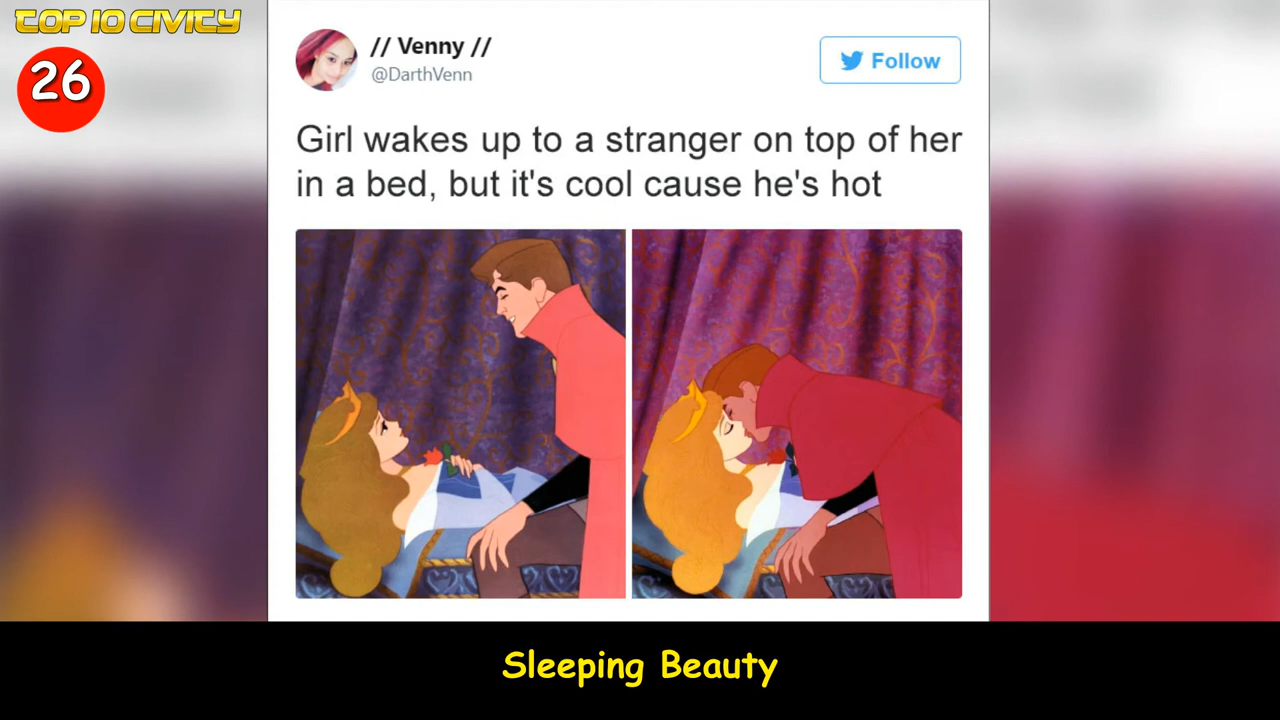 TOP 10 CIVITY
26
// Venny //
@DarthVenn
Follow
Girl wakes up to a stranger on top of her
in a bed, but it's cool cause he's hot
Sleeping Beauty